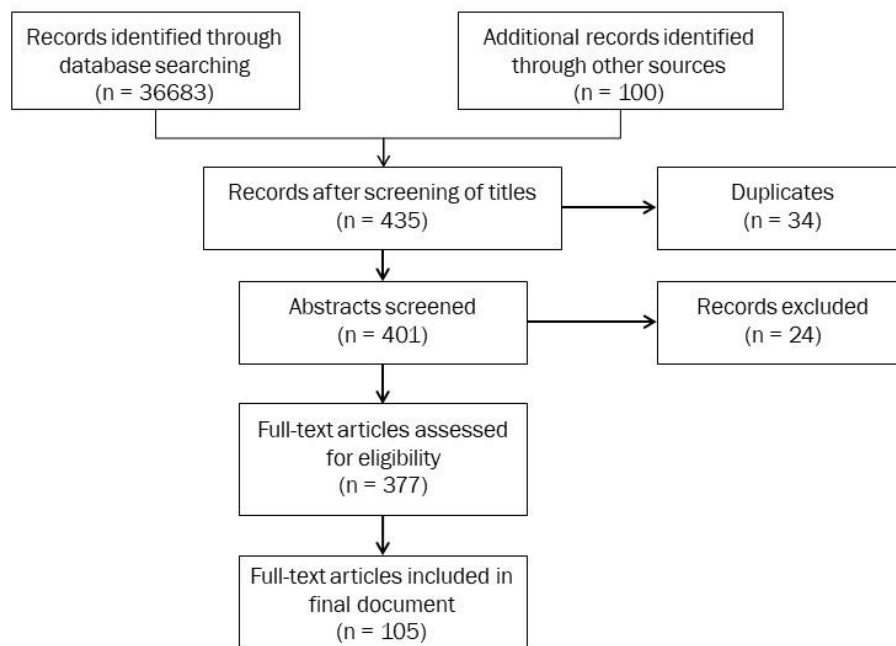 Records identified through
database searching
(n = 36683)
Additional records identified
through other sources
(n = 100)
Records after screening of titles
(n = 435)
Duplicates
(n = 34)
Abstracts screened
(n = 401)
Records excluded
(n = 24)
Full-text articles assessed
for eligibility
(n = 377)
Full-text articles included in
final document
(n = 105)